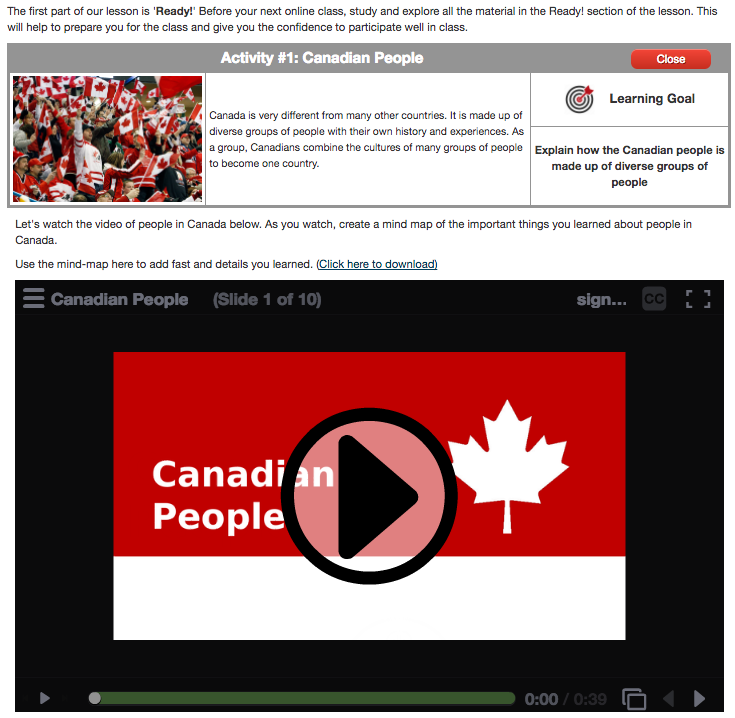 The first part of our lesson is 'Ready!' Before your next online class, study and explore all the material in the Ready! section of the lesson. This
will help to prepare you for the class and give you the confidence to participate well in class.
Activity #1: Canadian People
Close
Canada is very different from many other countries. It is made up of
diverse groups of people with their own history and experiences. As
a group, Canadians combine the cultures of many groups of people
to become one country.
Learning Goal
Explain how the Canadian people is
made up of diverse groups of
people
Let's watch the video of people in Canada below. As you watch, create a mind map of the important things you learned about people in
Canada.
Use the mind-map here to add fast and details you learned. (Click here to download)
Canadian People (Slide 1 of 10) sign... CC
Canadian
People
0:00 / 0:39